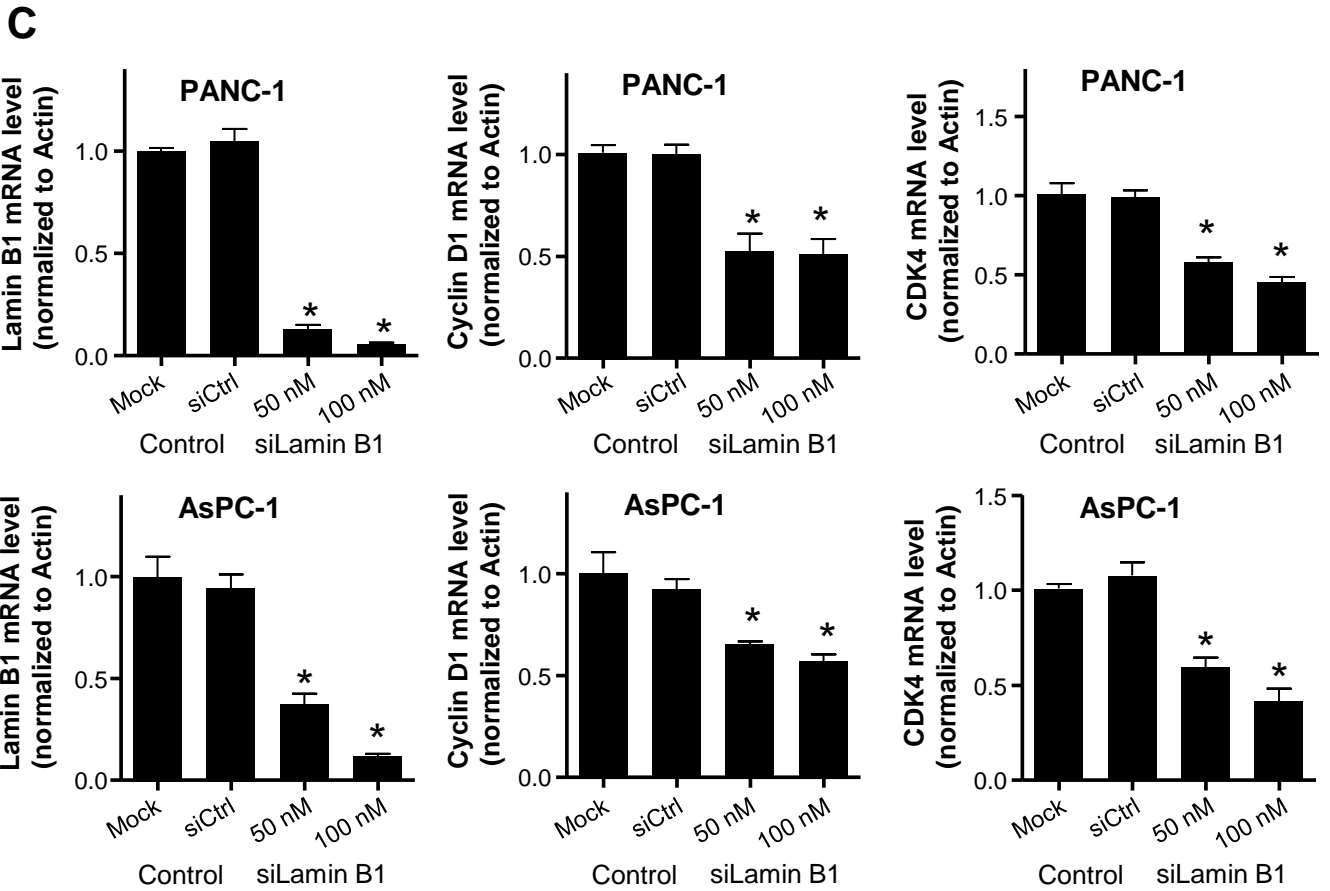 C
PANC-1
Lamin B1 mRNA level
(normalized to Actin)
1.0
0.5
0.0
Mock
siCtrl
50 nM
100 nM
Control
siLamin B1
*
*
PANC-1
Cyclin D1 mRNA level
(normalized to Actin)
1.0
0.5
0.0
Mock
siCtrl
50 nM
100 nM
Control
siLamin B1
*
*
PANC-1
CDK4 mRNA level
(normalized to Actin)
1.5
1.0
0.5
0.0
Mock
siCtrl
50 nM
100 nM
Control
siLamin B1
*
*
AsPC-1
Lamin B1 mRNA level
(normalized to Actin)
1.0
0.5
0.0
Mock
siCtrl
50 nM
100 nM
Control
siLamin B1
*
*
AsPC-1
Cyclin D1 mRNA level
(normalized to Actin)
1.0
0.5
0.0
Mock
siCtrl
50 nM
100 nM
Control
siLamin B1
*
*
AsPC-1
CDK4 mRNA level
(normalized to Actin)
1.5
1.0
0.5
0.0
Mock
siCtrl
50 nM
100 nM
Control
siLamin B1
*
*